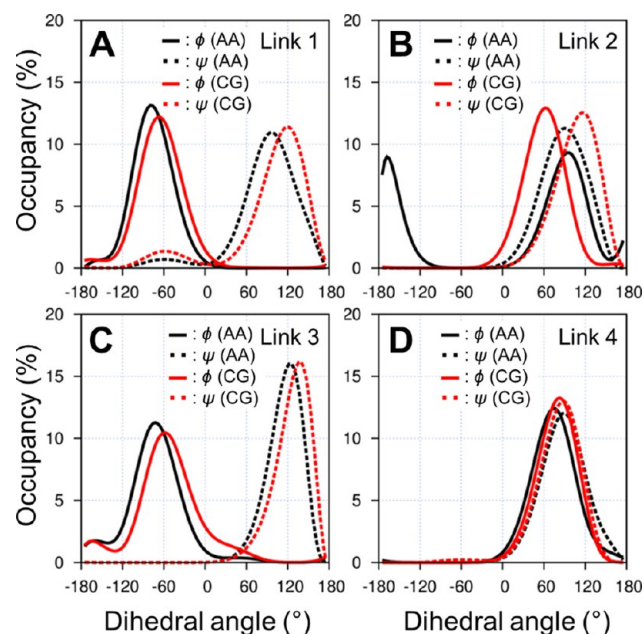 A
Link 1
: ϕ (AA)
: ψ (AA)
: ϕ (CG)
: ψ (CG)
Occupancy (%)
20
15
10
5
0
-180 -120 -60 0 60 120 180
B
Link 2
: ϕ (AA)
: ψ (AA)
: ϕ (CG)
: ψ (CG)
20
15
10
5
0
-180 -120 -60 0 60 120 180
C
Link 3
: ϕ (AA)
: ψ (AA)
: ϕ (CG)
: ψ (CG)
Occupancy (%)
20
15
10
5
0
-180 -120 -60 0 60 120 180
Dihedral angle (°)
D
Link 4
: ϕ (AA)
: ψ (AA)
: ϕ (CG)
: ψ (CG)
20
15
10
5
0
-180 -120 -60 0 60 120 180
Dihedral angle (°)